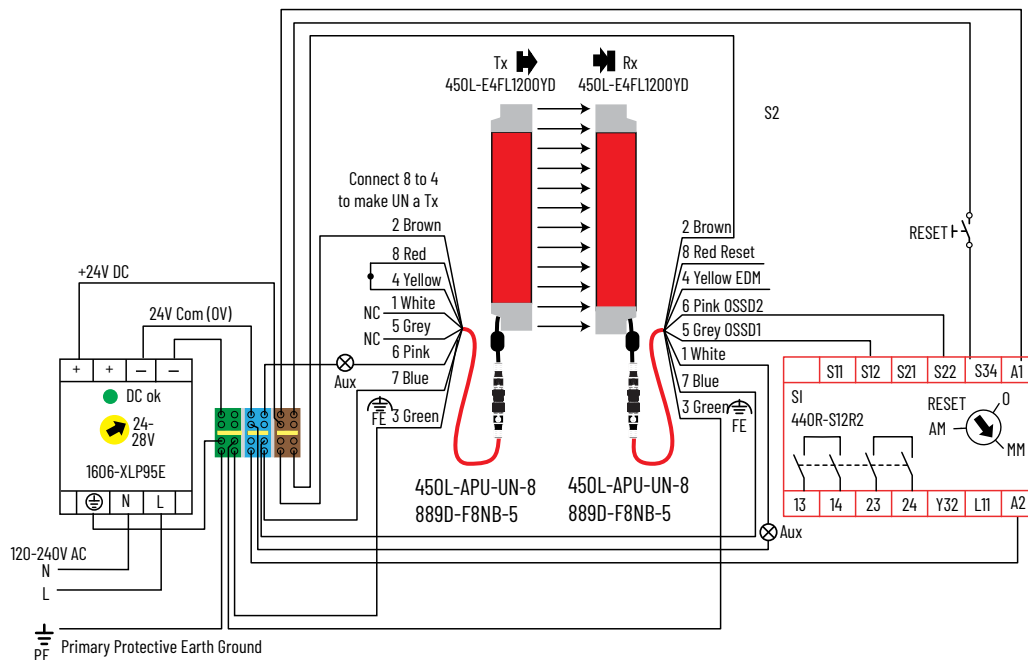 Tx
Rx
450L-E4FL1200YD
450L-E4FL1200YD
S2
Connect 8 to 4
to make UN a Tx
2 Brown
8 Red
4 Yellow
NC
1 White
NC
5 Grey
6 Pink
Aux
7 Blue
FE
3 Green
2 Brown
8 Red Reset
4 Yellow EDM
6 Pink OSSD2
5 Grey OSSD1
1 White
7 Blue
3 Green
FE
RESET
+24V DC
24V Com (0V)
+ + – –
DC ok
24-
28V
1606-XLP95E
N L
120-240V AC
N
L
PE Primary Protective Earth Ground
450L-APU-UN-8
889D-F8NB-5
450L-APU-UN-8
889D-F8NB-5
Aux
S11 S12 S21 S22 S34 A1
SI
440R-S12R2
RESET
0
AM
MM
13 14 23 24 Y32 L11 A2